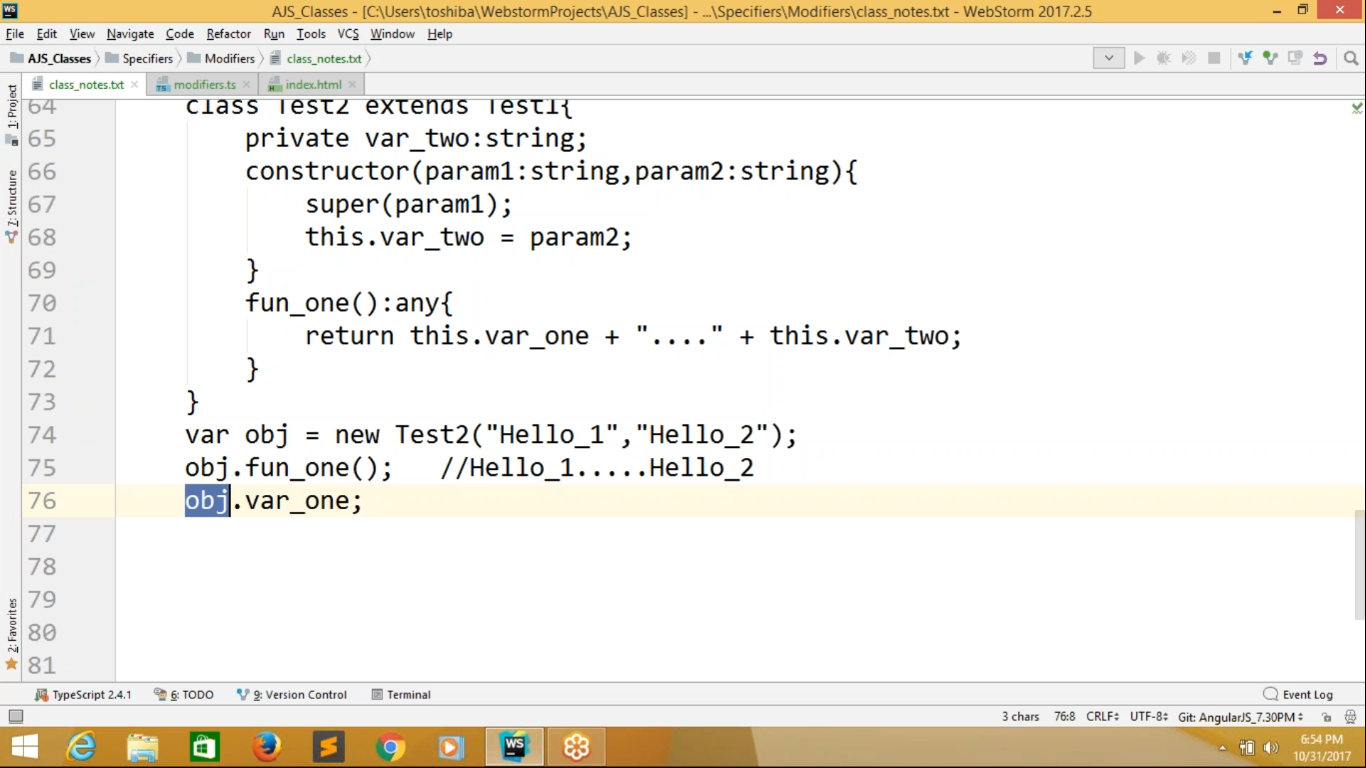 WS AJS_Classes - [C:\Users\toshiba\WebstormProjects\AJS_Classes] - ...\Specifiers\Modifiers\class_notes.txt - WebStorm 2017.2.5
File Edit View Navigate Code Refactor Run Tools VCS Window Help
AJS_Classes Specifiers Modifiers class_notes.txt
class_notes.txt modifiers.ts index.html
1: Project
7: Structure
2: Favorites
64 class Test2 extends Test1{
65 private var_two:string;
66 constructor(param1:string,param2:string){
67 super(param1);
68 this.var_two = param2;
69 }
70 fun_one():any{
71 return this.var_one + "...." + this.var_two;
72 }
73 }
74 var obj = new Test2("Hello_1","Hello_2");
75 obj.fun_one(); //Hello_1.....Hello_2
76 obj.var_one;
77
78
79
80
81
TypeScript 2.4.1 6: TODO 9: Version Control Terminal Event Log
3 chars 76:8 CRLF UTF-8 Git: AngularJS_7.30PM
WS 6:54 PM
10/31/2017